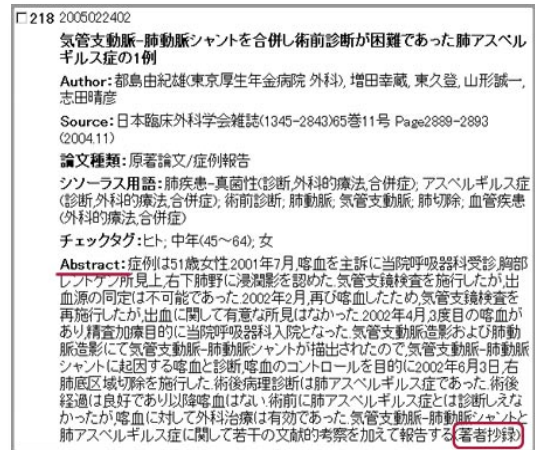 □218 2005022402
気管支動脈-肺動脈シャントを合併し術前診断が困難であった肺アスペル
ギルス症の1例
Author:都島由紀雄(東京厚生年金病院 外科), 増田幸蔵, 東久登, 山形誠一,
志田晴彦
Source:日本臨床外科学会雑誌(1345-2843)65巻11号 Page2889-2893
(2004.11)
論文種類:原著論文/症例報告
シソーラス用語:肺疾患-真菌性(診断,外科的療法,合併症); アスペルギルス症
(診断,外科的療法,合併症); 術前診断; 肺動脈; 気管支動脈; 肺切除; 血管疾患
(外科的療法,合併症)
チェックタグ:ヒト; 中年(45〜64); 女
Abstract:症例は51歳女性.2001年7月,喀血を主訴に当院呼吸器科受診,胸部
レントゲン所見上,右下肺野に浸潤影を認めた.気管支鏡検査を施行したが,出
血源の同定は不可能であった.2002年2月,再び喀血したため,気管支鏡検査を
再施行したが,出血に関して有意な所見はなかった.2002年4月,3度目の喀血が
あり,精査加療目的に当院呼吸器科入院となった.気管支動脈造影および肺動
脈造影にて気管支動脈-肺動脈シャントが描出されたので,気管支動脈-肺動脈
シャントに起因する喀血と診断,喀血のコントロールを目的に2002年6月3日,右
肺底区域切除を施行した.術後病理診断は肺アスペルギルス症であった.術後
経過は良好であり以降喀血はない.術前に肺アスペルギルス症とは診断しえな
かったが,喀血に対して外科治療は有効であった.気管支動脈-肺動脈シャントと
肺アスペルギルス症に関して若干の文献的考察を加えて報告する(著者抄録)